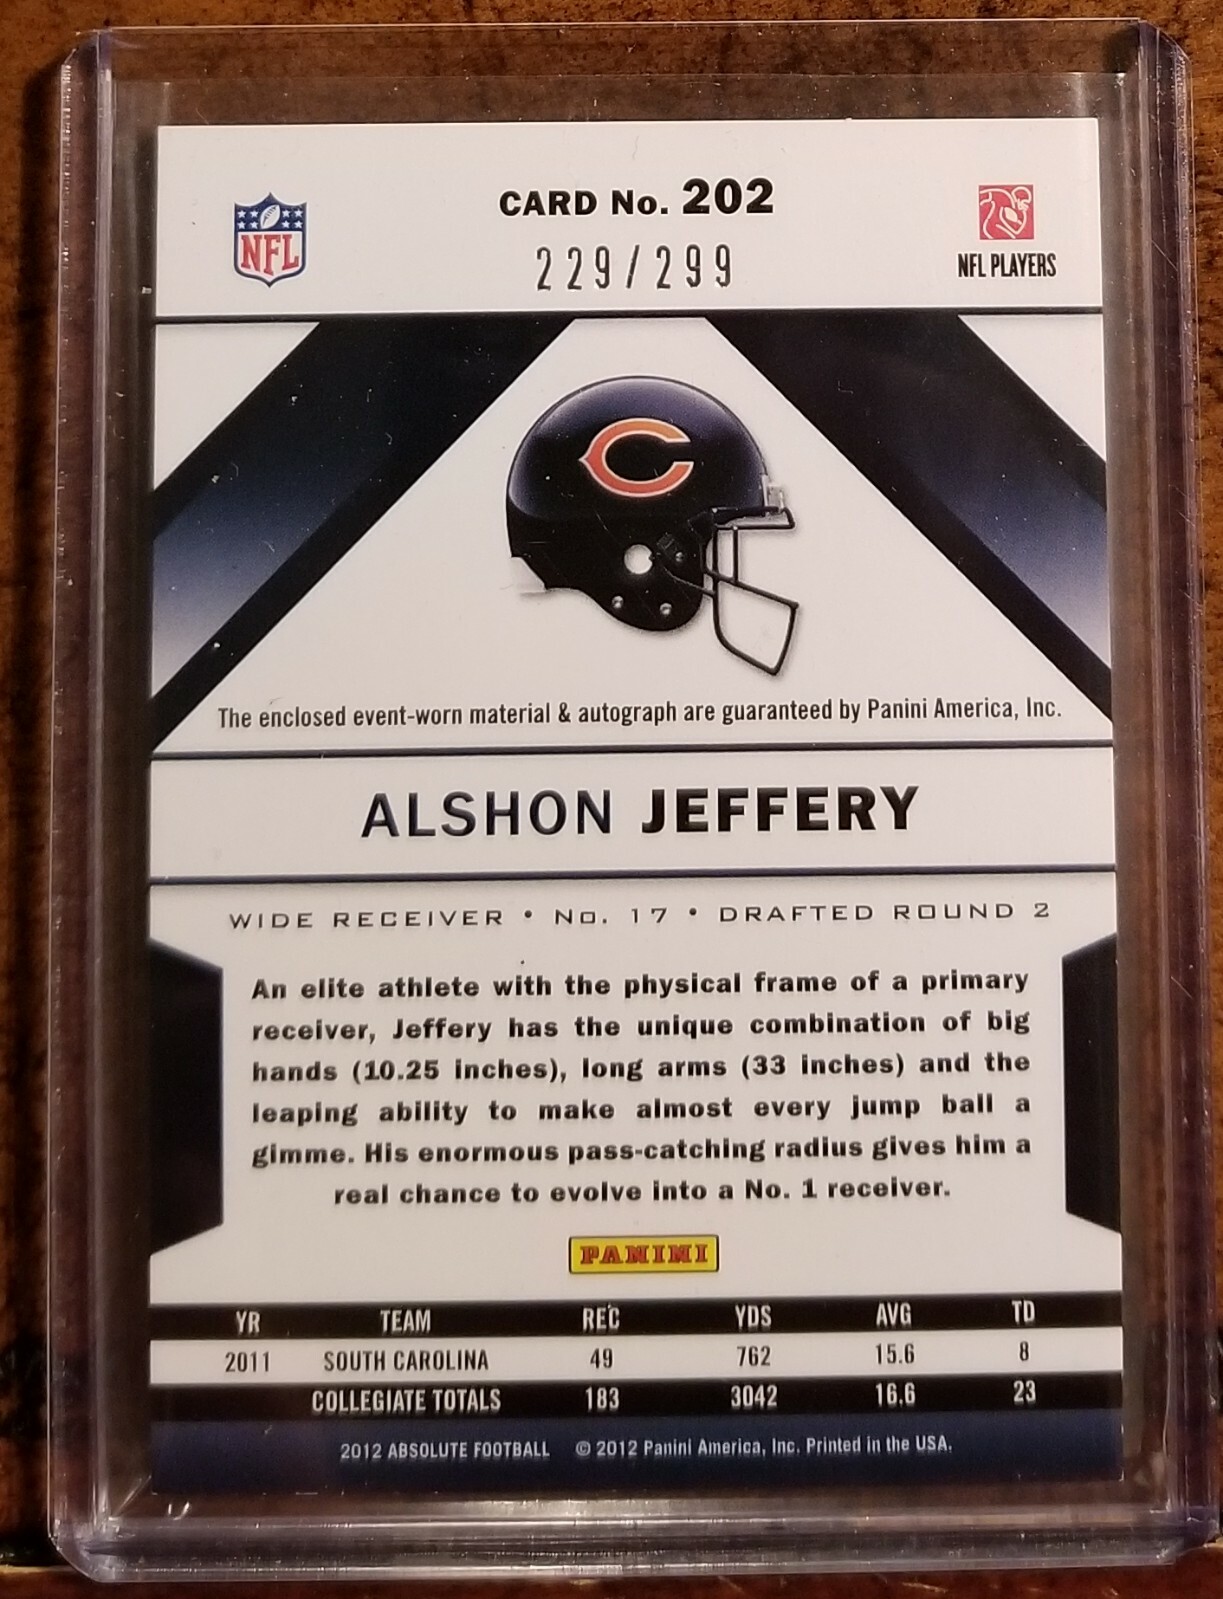 CARD No. 202
229/299
NFL
NFL PLAYERS
C
The enclosed event-worn material & autograph are guaranteed by Panini America, Inc.
ALSHON JEFFERY
WIDE RECEIVER • No. 17 • DRAFTED ROUND 2
An elite athlete with the physical frame of a primary
receiver, Jeffery has the unique combination of big
hands (10.25 inches), long arms (33 inches) and the
leaping ability to make almost every jump ball a
gimme. His enormous pass-catching radius gives him a
real chance to evolve into a No. 1 receiver.
PANINI
YR TEAM REC YDS AVG TD
2011 SOUTH CAROLINA 49 762 15.6 8
COLLEGIATE TOTALS 183 3042 16.6 23
2012 ABSOLUTE FOOTBALL © 2012 Panini America, Inc. Printed in the USA.